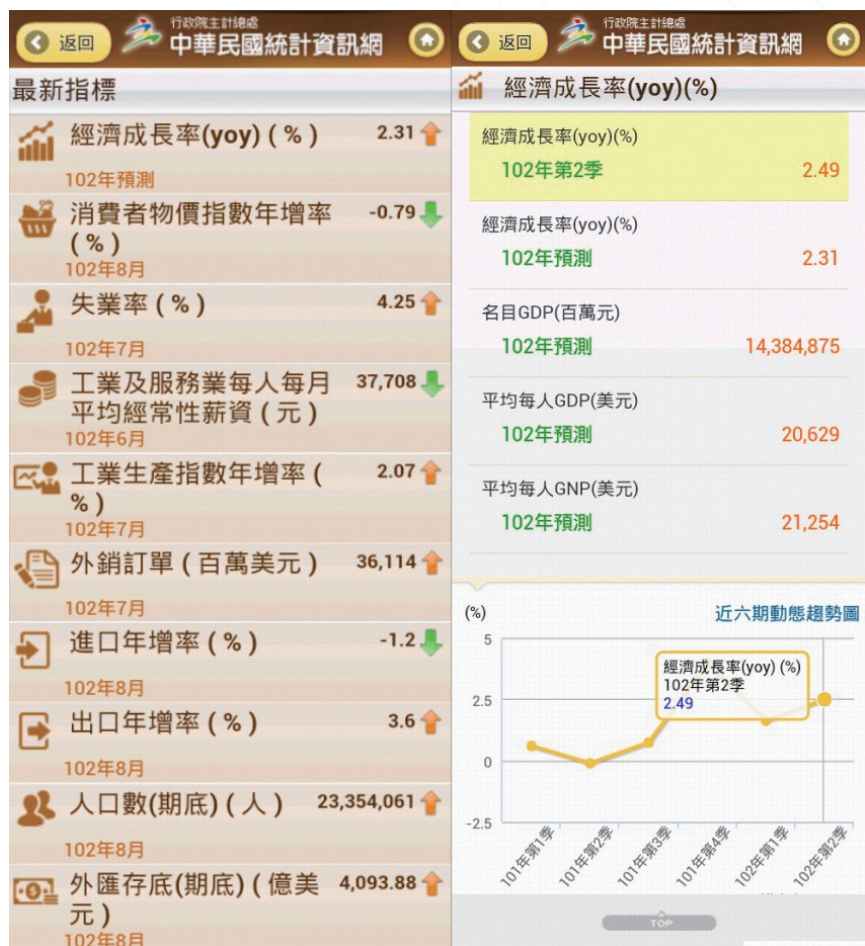 返回
行政院主計總處
中華民國統計資訊網
最新指標
經濟成長率(yoy) ( % )
2.31
102年預測
消費者物價指數年增率
( % )
-0.79
102年8月
失業率 ( % )
4.25
102年7月
工業及服務業每人每月
平均經常性薪資 ( 元 )
37,708
102年6月
工業生產指數年增率 (
% )
2.07
102年7月
外銷訂單 ( 百萬美元 )
36,114
102年7月
進口年增率 ( % )
-1.2
102年8月
出口年增率 ( % )
3.6
102年8月
人口數(期底) ( 人 )
23,354,061
102年8月
外匯存底(期底) ( 億美
元 )
4,093.88
102年8月
返回
行政院主計總處
中華民國統計資訊網
經濟成長率(yoy)(%)
經濟成長率(yoy)(%)
102年第2季
2.49
經濟成長率(yoy)(%)
102年預測
2.31
名目GDP(百萬元)
102年預測
14,384,875
平均每人GDP(美元)
102年預測
20,629
平均每人GNP(美元)
102年預測
21,254
(%)
近六期動態趨勢圖
5
2.5
0
-2.5
經濟成長率(yoy) (%)
102年第2季
2.49
101年第1季
101年第2季
101年第3季
101年第4季
102年第1季
102年第2季
TOP